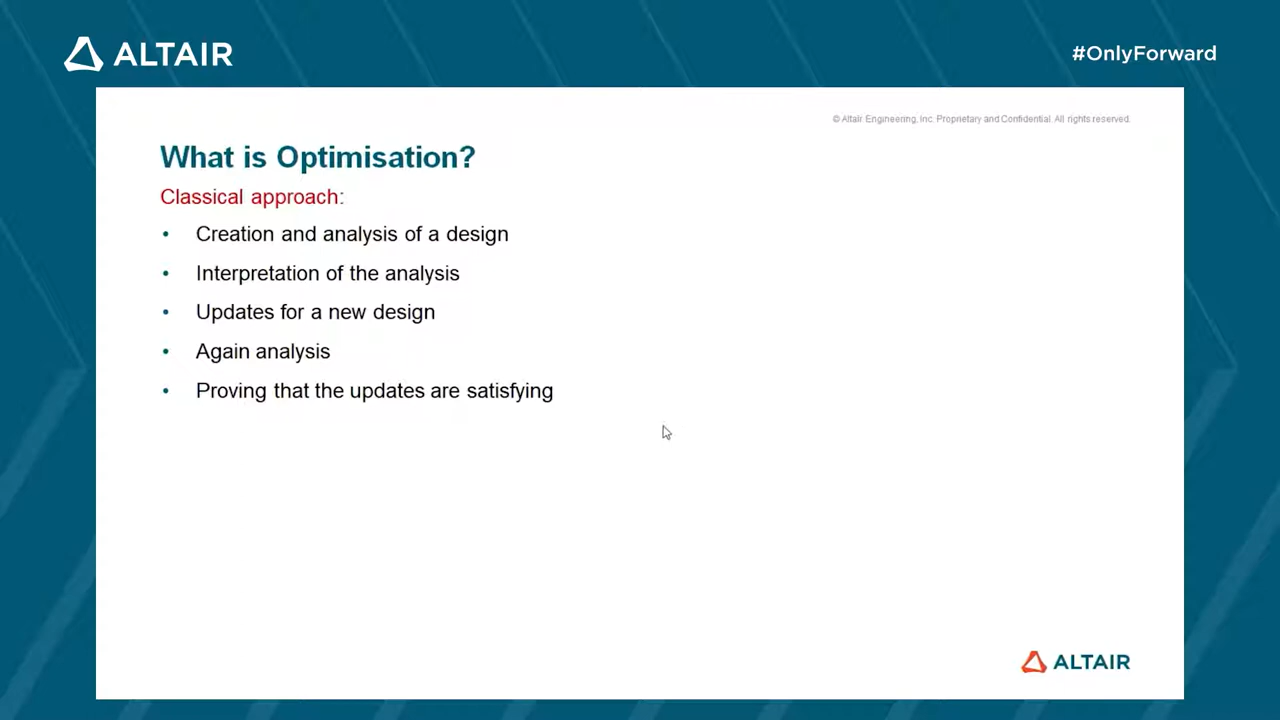 ALTAIR
#OnlyForward
© Altair Engineering, Inc. Proprietary and Confidential. All rights reserved.
What is Optimisation?
Classical approach:
• Creation and analysis of a design
• Interpretation of the analysis
• Updates for a new design
• Again analysis
• Proving that the updates are satisfying
ALTAIR